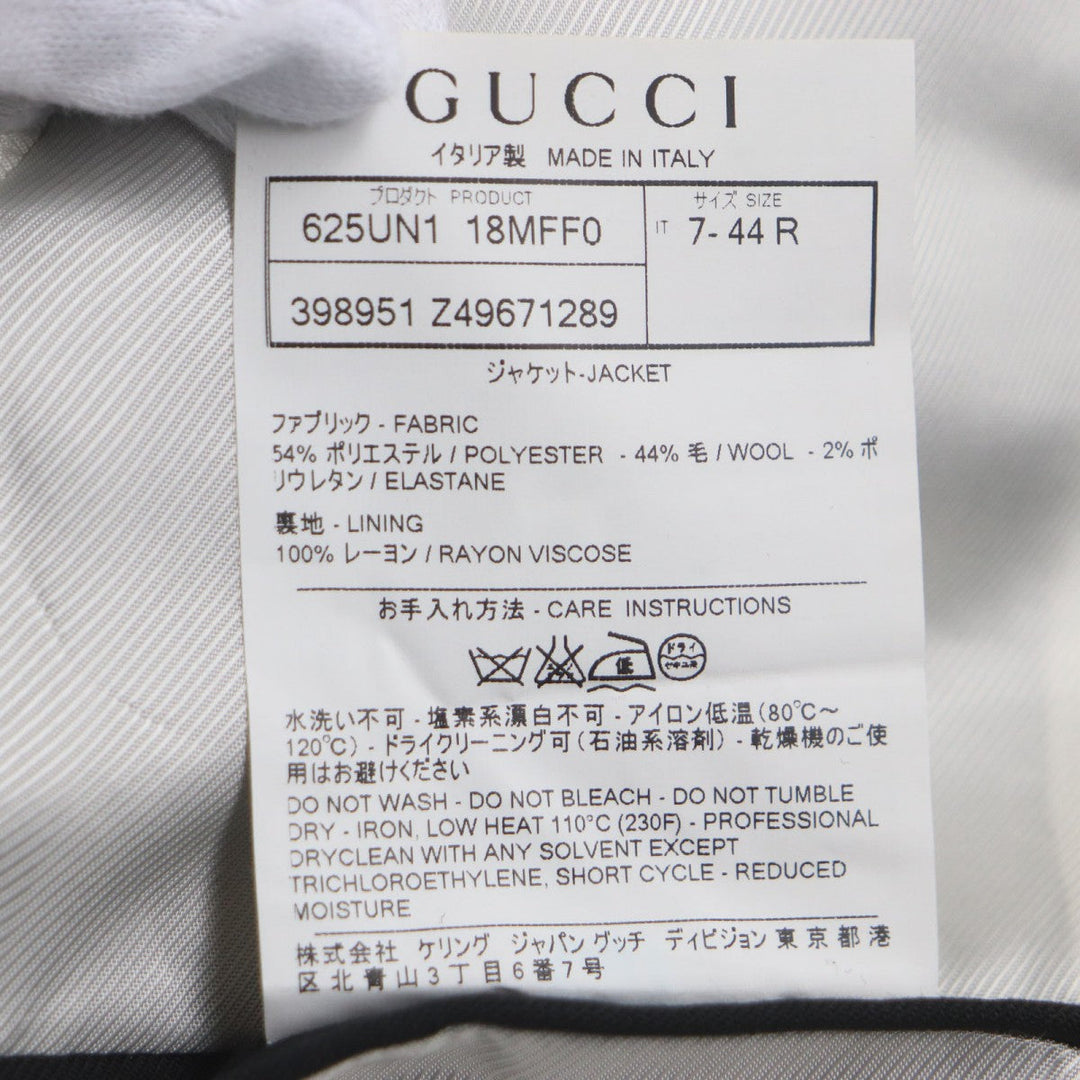 GUCCI
イタリア製 MADE IN ITALY
プロダクト PRODUCT
625UN1 18MFF0
サイズ SIZE
IT 7- 44 R
398951 Z49671289
ジャケット-JACKET
ファブリック - FABRIC
54% ポリエステル / POLYESTER - 44% 毛 / WOOL - 2% ポ
リウレタン / ELASTANE
裏地 - LINING
100% レーヨン / RAYON VISCOSE
お手入れ方法 - CARE INSTRUCTIONS
低
ドライ
セキユ系
水洗い不可 - 塩素系漂白不可 - アイロン低温(80℃〜
120℃) - ドライクリーニング可(石油系溶剤) - 乾燥機のご使
用はお避けください
DO NOT WASH - DO NOT BLEACH - DO NOT TUMBLE
DRY - IRON, LOW HEAT 110°C (230F) - PROFESSIONAL
DRYCLEAN WITH ANY SOLVENT EXCEPT
TRICHLOROETHYLENE, SHORT CYCLE - REDUCED
MOISTURE
株式会社 ケリング ジャパン グッチ ディビジョン 東京都港
区北青山3丁目6番7号